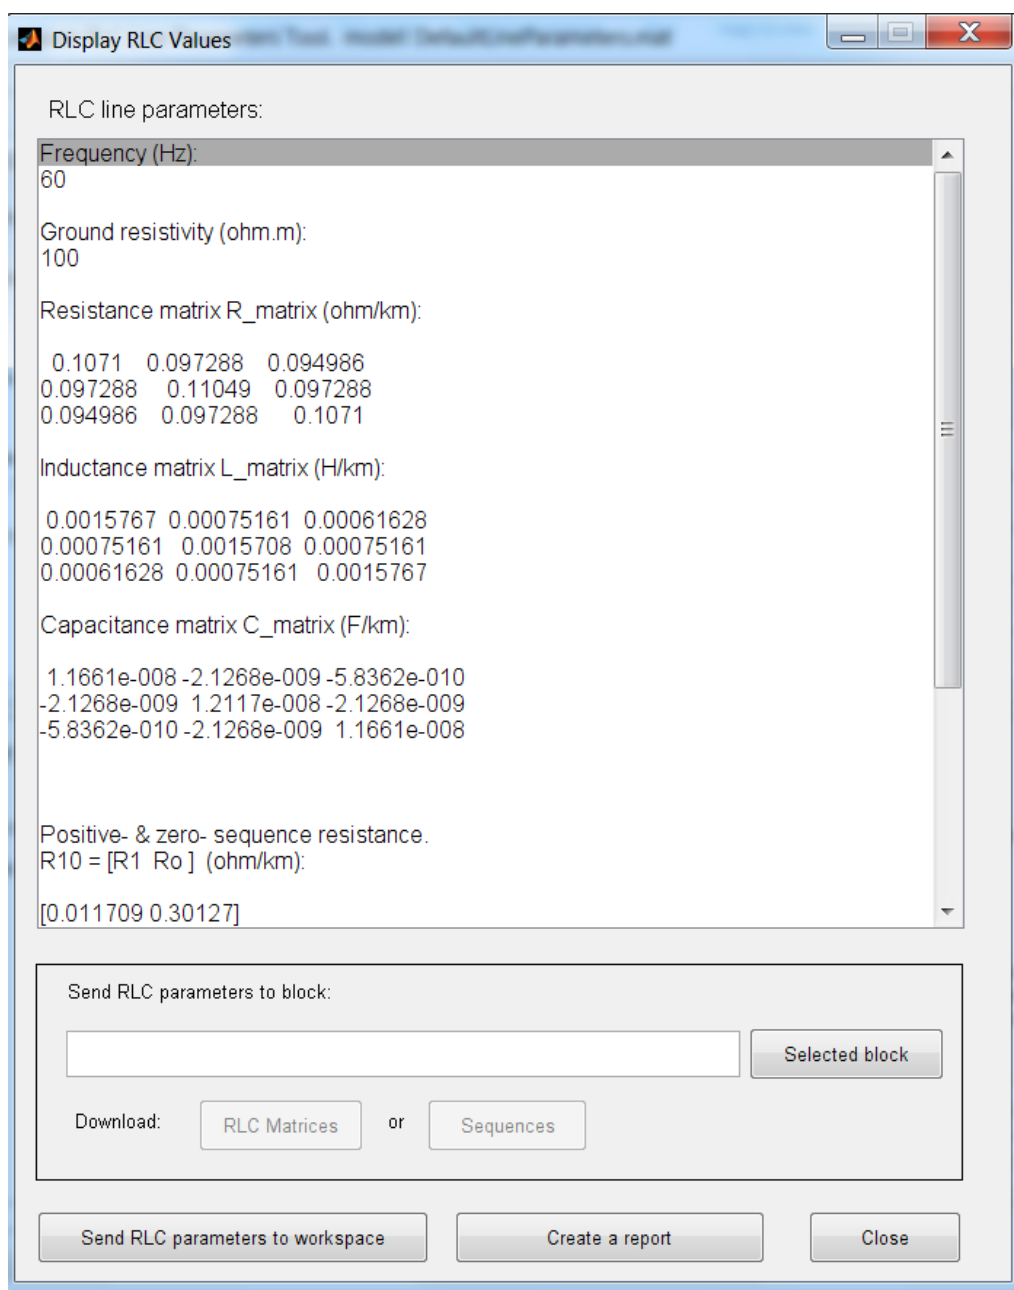 Display RLC Values
RLC line parameters:
Frequency (Hz):
60
Ground resistivity (ohm.m):
100
Resistance matrix R_matrix (ohm/km):
0.1071 0.097288 0.094986
0.097288 0.11049 0.097288
0.094986 0.097288 0.1071
Inductance matrix L_matrix (H/km):
0.0015767 0.00075161 0.00061628
0.00075161 0.0015708 0.00075161
0.00061628 0.00075161 0.0015767
Capacitance matrix C_matrix (F/km):
1.1661e-008 -2.1268e-009 -5.8362e-010
-2.1268e-009 1.2117e-008 -2.1268e-009
-5.8362e-010 -2.1268e-009 1.1661e-008
Positive- & zero- sequence resistance.
R10 = [R1 Ro ] (ohm/km):
[0.011709 0.30127]
Send RLC parameters to block:
Selected block
Download: RLC Matrices or Sequences
Send RLC parameters to workspace Create a report Close